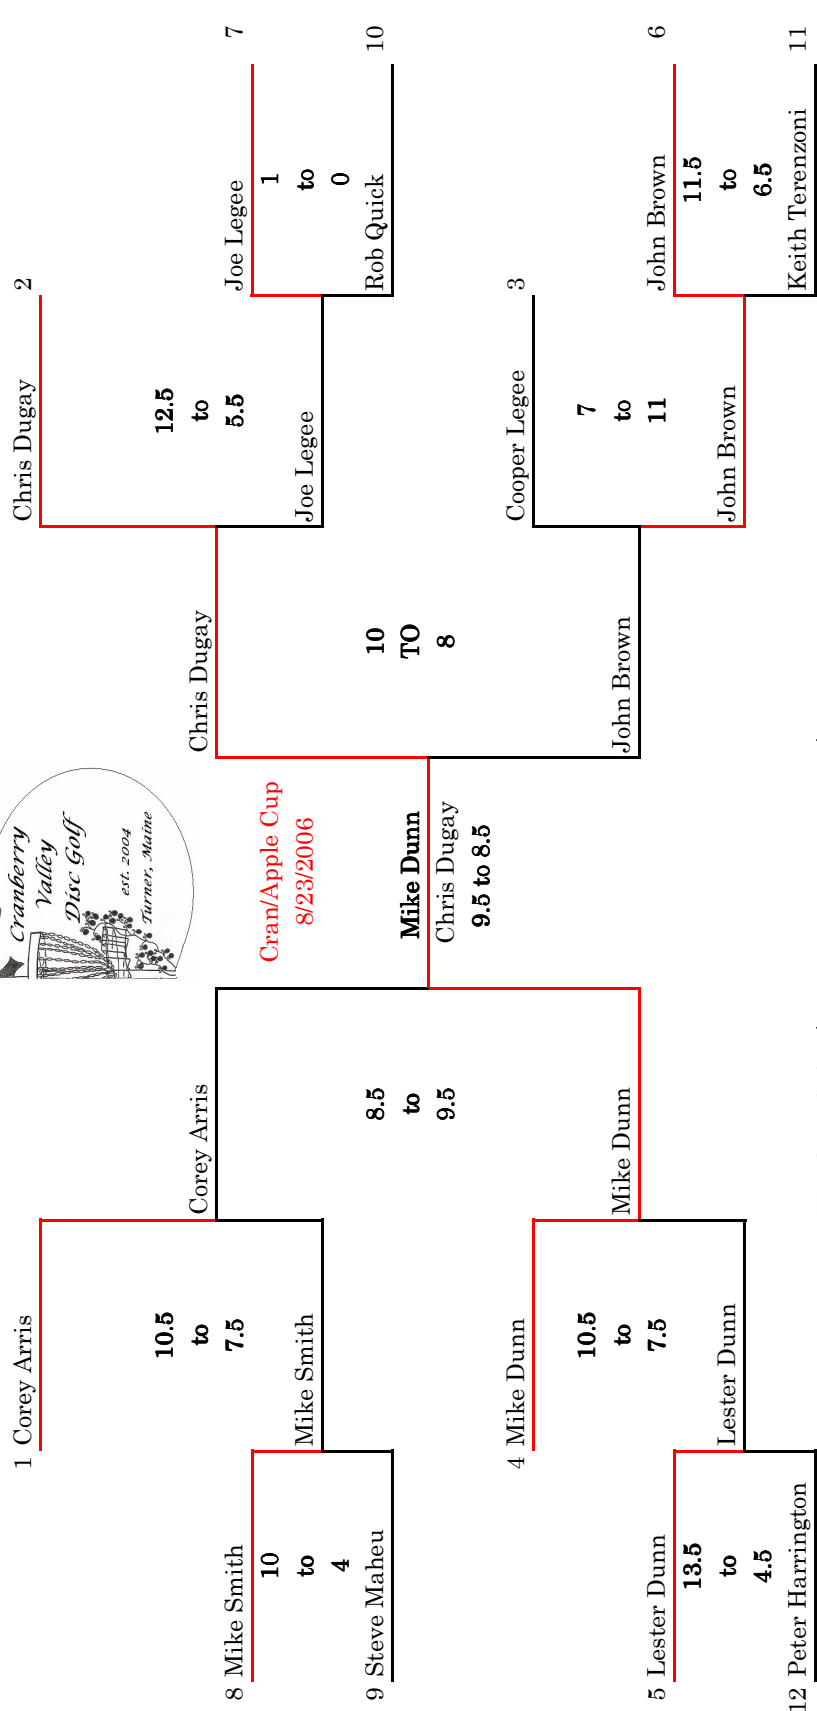 Cranberry
Valley
Disc Golf
est. 2004
Turner, Maine
1 Corey Arris
10.5
to
7.5
8 Mike Smith
10
to
4
9 Steve Maheu
Mike Smith
Corey Arris
8.5
to
9.5
4 Mike Dunn
10.5
to
7.5
5 Lester Dunn
13.5
to
4.5
12 Peter Harrington
Lester Dunn
Mike Dunn
Cran/Apple Cup
8/23/2006
Mike Dunn
Chris Dugay
9.5 to 8.5
Chris Dugay
10
TO
8
John Brown
Chris Dugay 2
12.5
to
5.5
Joe Legee
Joe Legee 7
1
to
0
Rob Quick 10
Cooper Legee 3
7
to
11
John Brown
John Brown 6
11.5
to
6.5
Keith Terenzoni 11